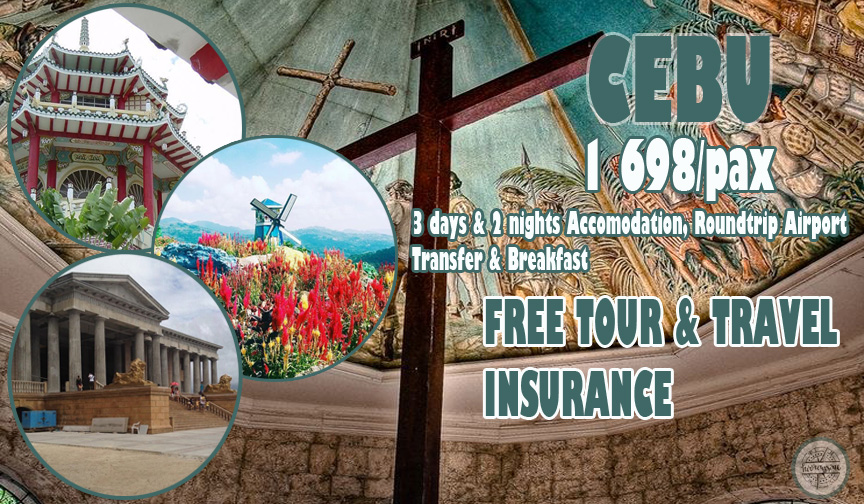 INRI
CEBU
1 698/pax
3 days & 2 nights Accomodation, Roundtrip Airport
Transfer & Breakfast
FREE TOUR & TRAVEL
INSURANCE